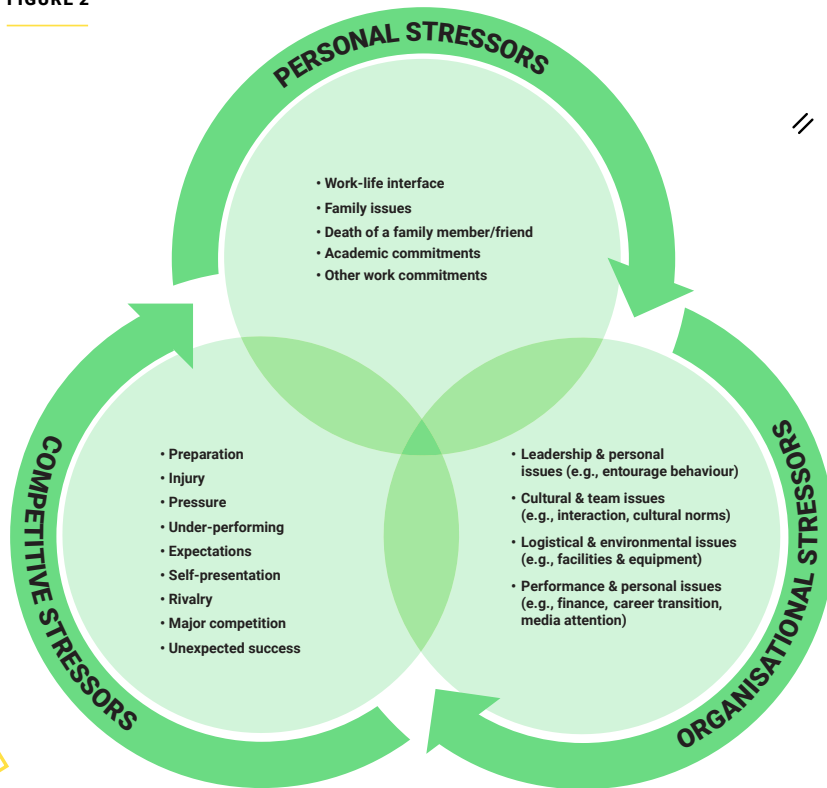 FIGURE 2
PERSONAL STRESSORS
• Work-life interface
• Family issues
• Death of a family member/friend
• Academic commitments
• Other work commitments
COMPETITIVE STRESSORS
• Preparation
• Injury
• Pressure
• Under-performing
• Expectations
• Self-presentation
• Rivalry
• Major competition
• Unexpected success
ORGANISATIONAL STRESSORS
• Leadership & personal
issues (e.g., entourage behaviour)
• Cultural & team issues
(e.g., interaction, cultural norms)
• Logistical & environmental issues
(e.g., facilities & equipment)
• Performance & personal issues
(e.g., finance, career transition,
media attention)